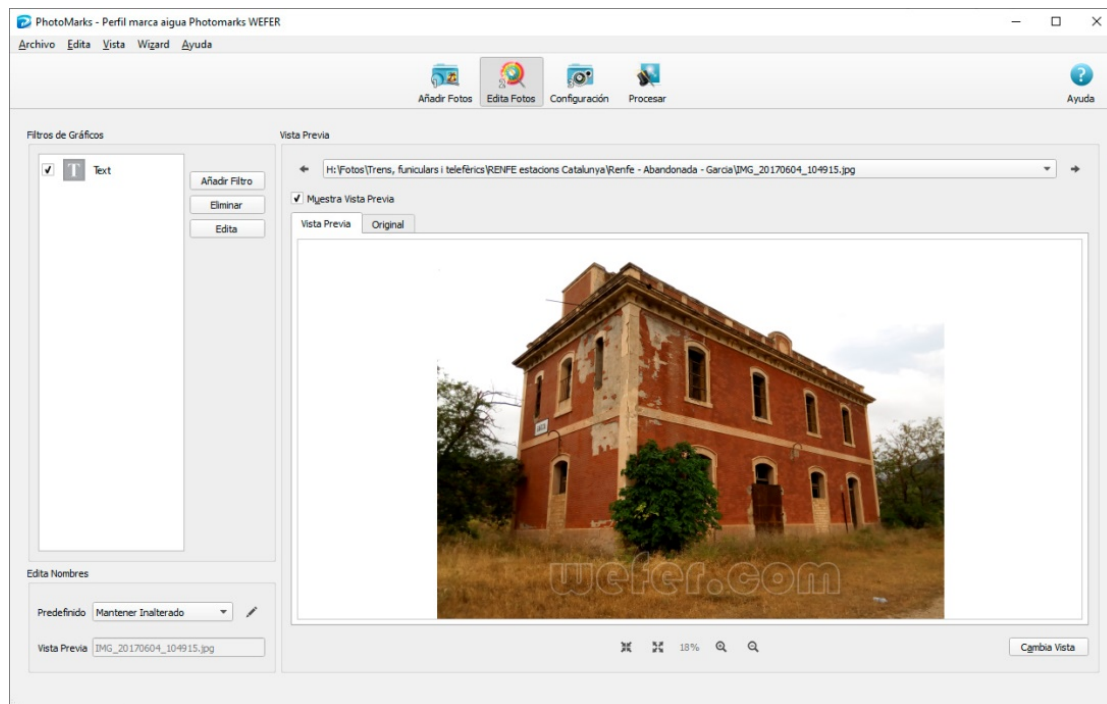 PhotoMarks - Perfil marca aigua Photomarks WEFER
Archivo Edita Vista Wizard Ayuda
Añadir Fotos Edita Fotos Configuración Procesar Ayuda
Filtros de Gráficos
Text
Añadir Filtro
Eliminar
Edita
Vista Previa
H:\Fotos\Trens, funiculars i telefèrics\RENFE estacions Catalunya\Renfe - Abandonada - Garcia\IMG_20170604_104915.jpg
Muestra Vista Previa
Vista Previa Original
wefer.com
Edita Nombres
Predefinido Mantener Inalterado
Vista Previa IMG_20170604_104915.jpg
18%
Cambia Vista